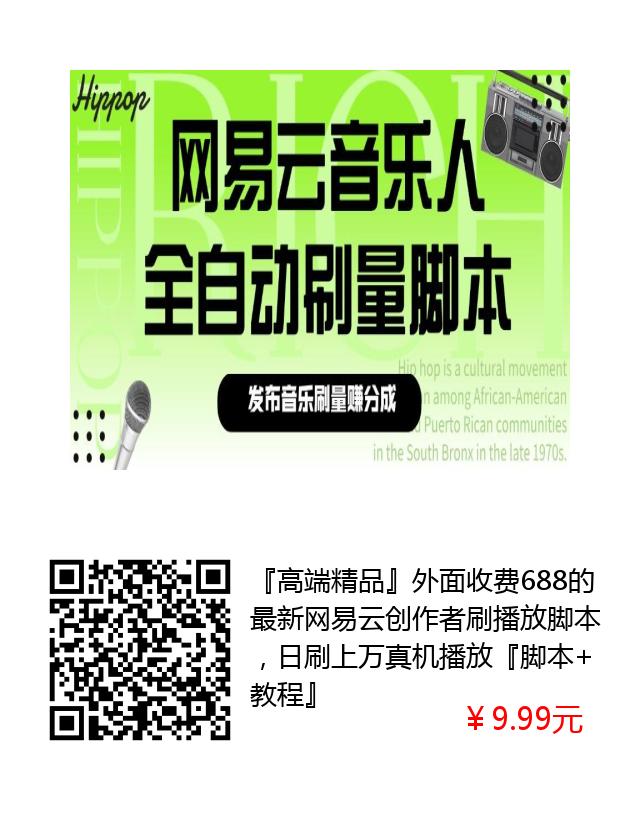 Hippop
RICH
HIPPOP
网易云音乐人
全自动刷量脚本
发布音乐刷量赚分成
Hip hop is a cultural movement
n among African-American
d Puerto Rican communities
in the South Bronx in the late 1970s.
『高端精品』外面收费688的
最新网易云创作者刷播放脚本
，日刷上万真机播放『脚本+
教程』
￥9.99元